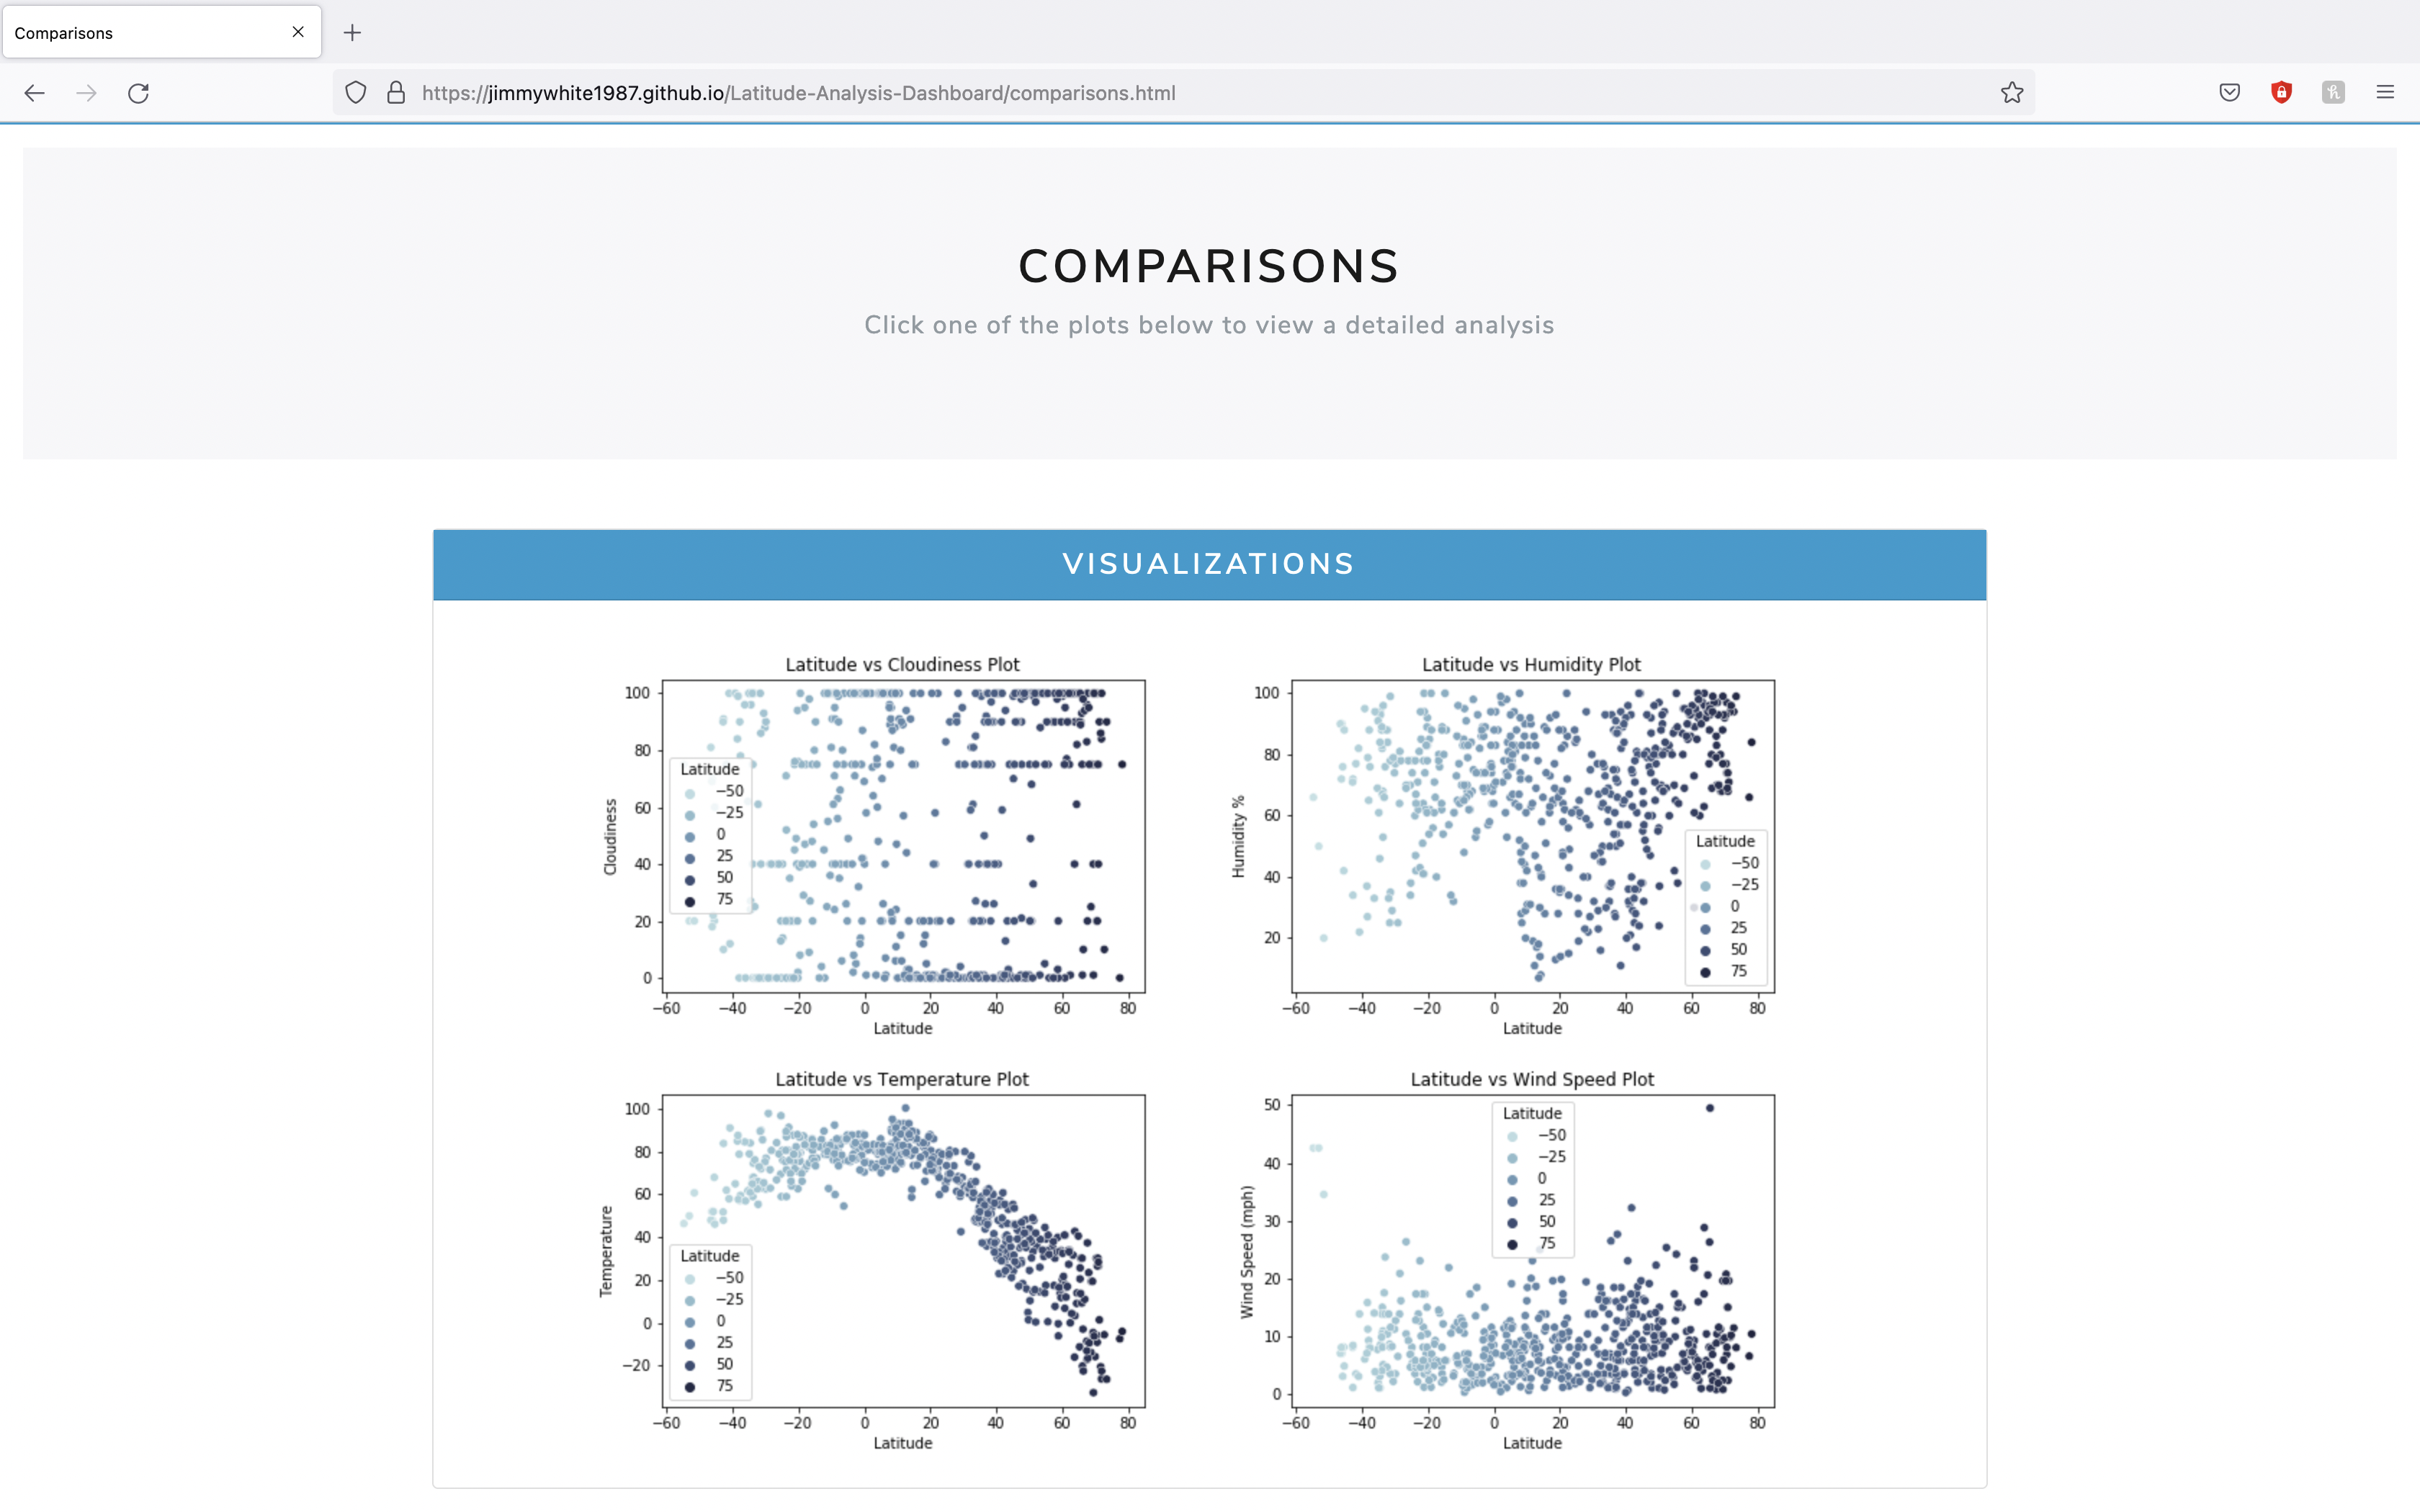 Comparisons
https://jimmywhite1987.github.io/Latitude-Analysis-Dashboard/comparisons.html
COMPARISONS
Click one of the plots below to view a detailed analysis
VISUALIZATIONS
Latitude vs Cloudiness Plot
100
80
60
40
20
0
Cloudiness
Latitude
−50
−25
0
25
50
75
−60 −40 −20 0 20 40 60 80
Latitude
Latitude vs Humidity Plot
100
80
60
40
20
Humidity %
Latitude
−50
−25
0
25
50
75
−60 −40 −20 0 20 40 60 80
Latitude
Latitude vs Temperature Plot
100
80
60
40
20
0
−20
Temperature
Latitude
−50
−25
0
25
50
75
−60 −40 −20 0 20 40 60 80
Latitude
Latitude vs Wind Speed Plot
50
40
30
20
10
0
Wind Speed (mph)
Latitude
−50
−25
0
25
50
75
−60 −40 −20 0 20 40 60 80
Latitude